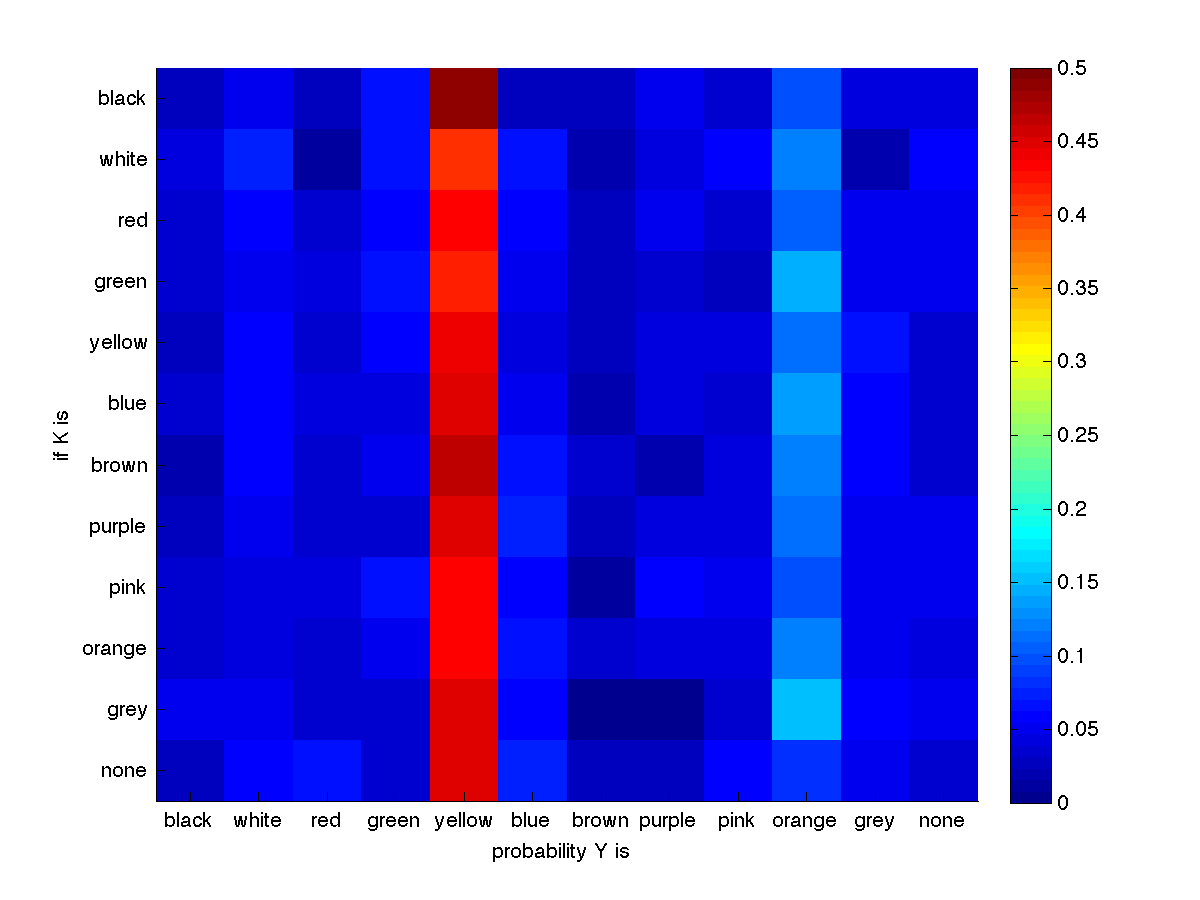 black
white
red
green
yellow
blue
brown
purple
pink
orange
grey
none
if K is
black white red green yellow blue brown purple pink orange grey none
probability Y is
0.5
0.45
0.4
0.35
0.3
0.25
0.2
0.15
0.1
0.05
0